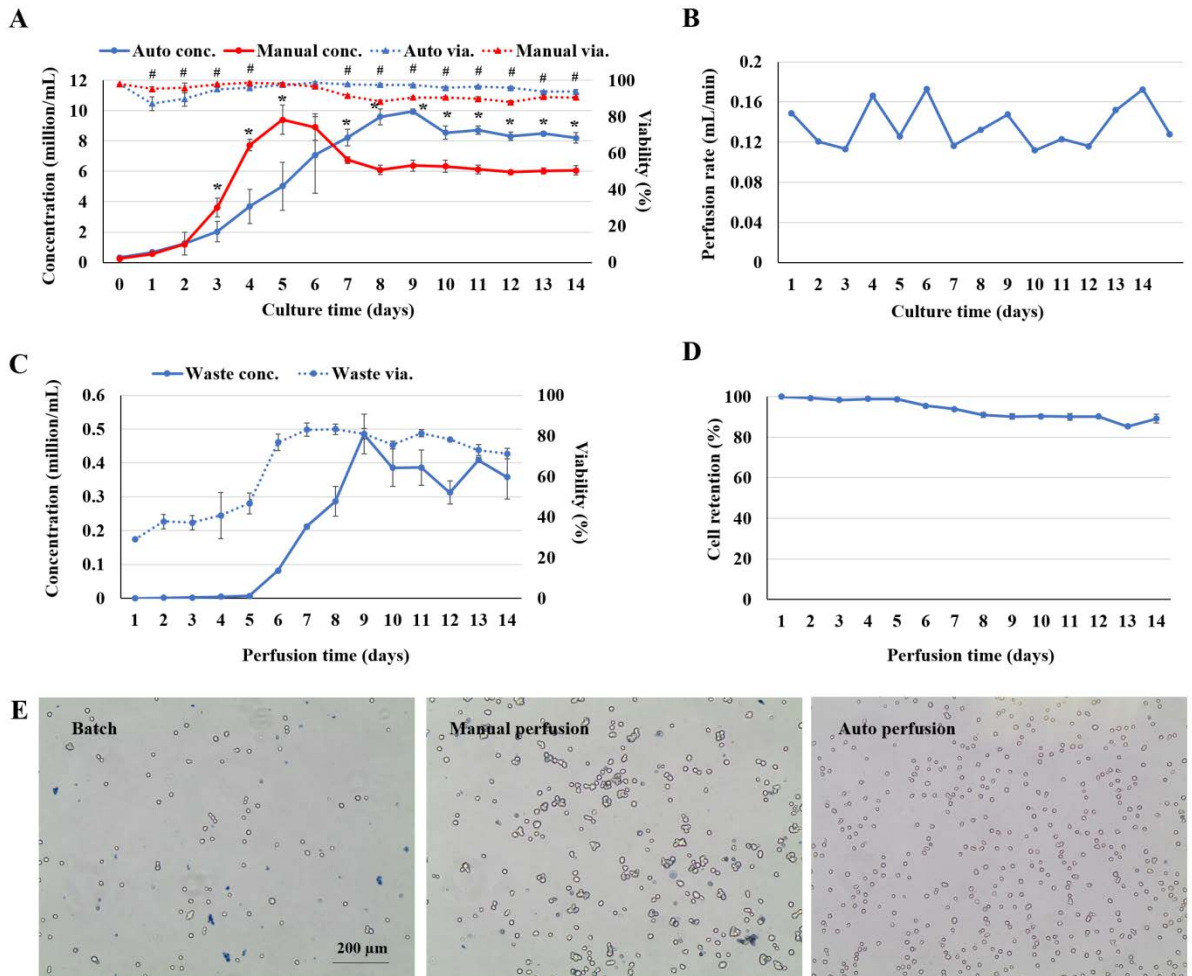 A
Auto conc. Manual conc. Auto via. Manual via.
# # # # # # # # # # # #
12 10 8 6 4 2 0
100 80 60 40 20 0
* * * * * * * * * * *
Concentration (million/mL)
Viability (%)
0 1 2 3 4 5 6 7 8 9 10 11 12 13 14
Culture time (days)
B
0.2
0.16
0.12
0.08
0.04
0
Perfusion rate (mL/min)
1 2 3 4 5 6 7 8 9 10 11 12 13 14
Culture time (days)
C
Waste conc. Waste via.
0.6 0.5 0.4 0.3 0.2 0.1 0
100 80 60 40 20 0
Concentration (million/mL)
Viability (%)
1 2 3 4 5 6 7 8 9 10 11 12 13 14
Perfusion time (days)
D
100
80
60
40
20
0
Cell retention (%)
1 2 3 4 5 6 7 8 9 10 11 12 13 14
Perfusion time (days)
E
Batch
200 µm
Manual perfusion
Auto perfusion